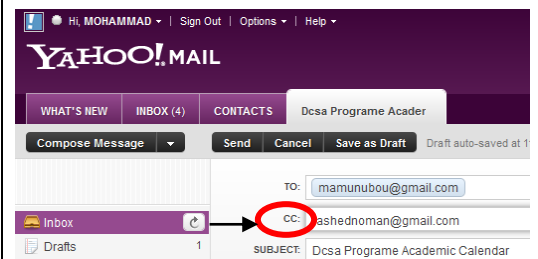 Hi, MOHAMMAD | Sign Out | Options | Help
YAHOO! MAIL
WHAT'S NEW INBOX (4) CONTACTS Dcsa Programe Acader
Compose Message Send Cancel Save as Draft Draft auto-saved at 1
TO: mamunubou@gmail.com
Inbox CC: ashednoman@gmail.com
Drafts 1 SUBJECT: Dcsa Programe Academic Calendar